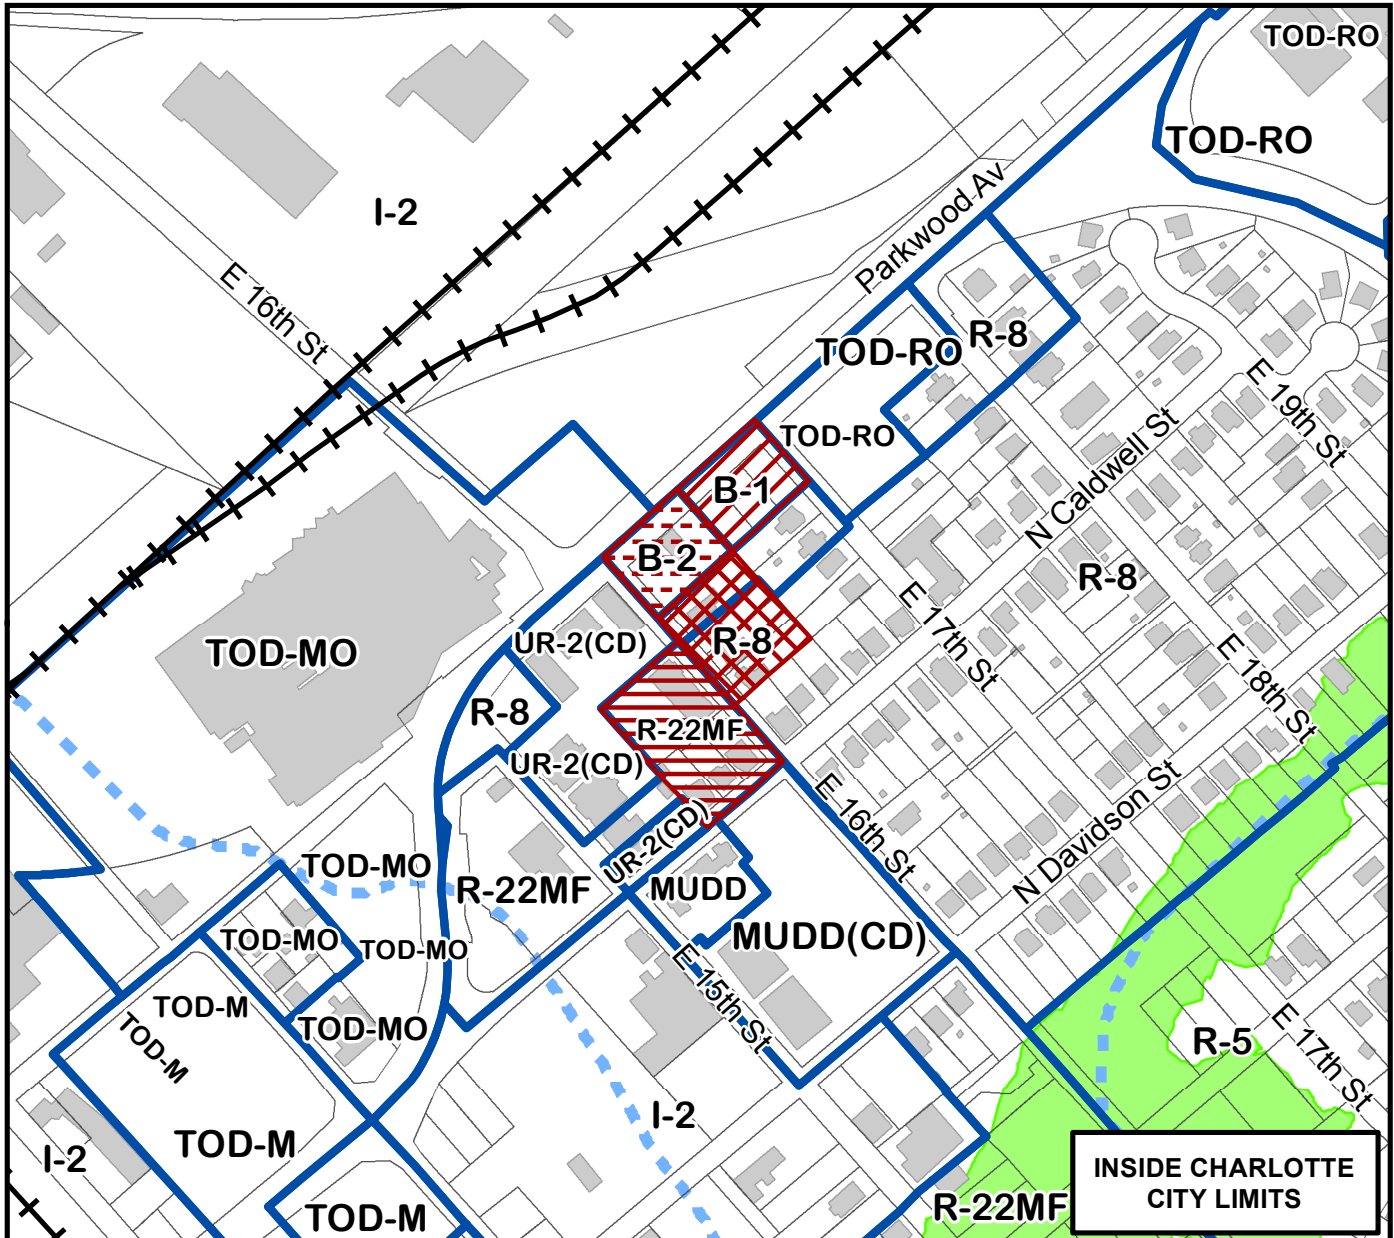 TOD-RO
TOD-RO
I-2
Parkwood Av
E 16th St
R-8
TOD-RO
E 19th St
TOD-RO
N Caldwell St
B-1
B-2
R-8
E 17th St
UR-2(CD)
R-8
TOD-MO
E 18th St
R-8
R-22MF
UR-2(CD)
E 16th St
N Davidson St
UR-2(CD)
TOD-MO
R-22MF
MUDD
TOD-MO
TOD-MO
MUDD(CD)
E 15th St
TOD-M
TOD-MO
TOD-M
R-5
E 17th St
I-2
TOD-M
I-2
INSIDE CHARLOTTE
CITY LIMITS
TOD-M
R-22MF